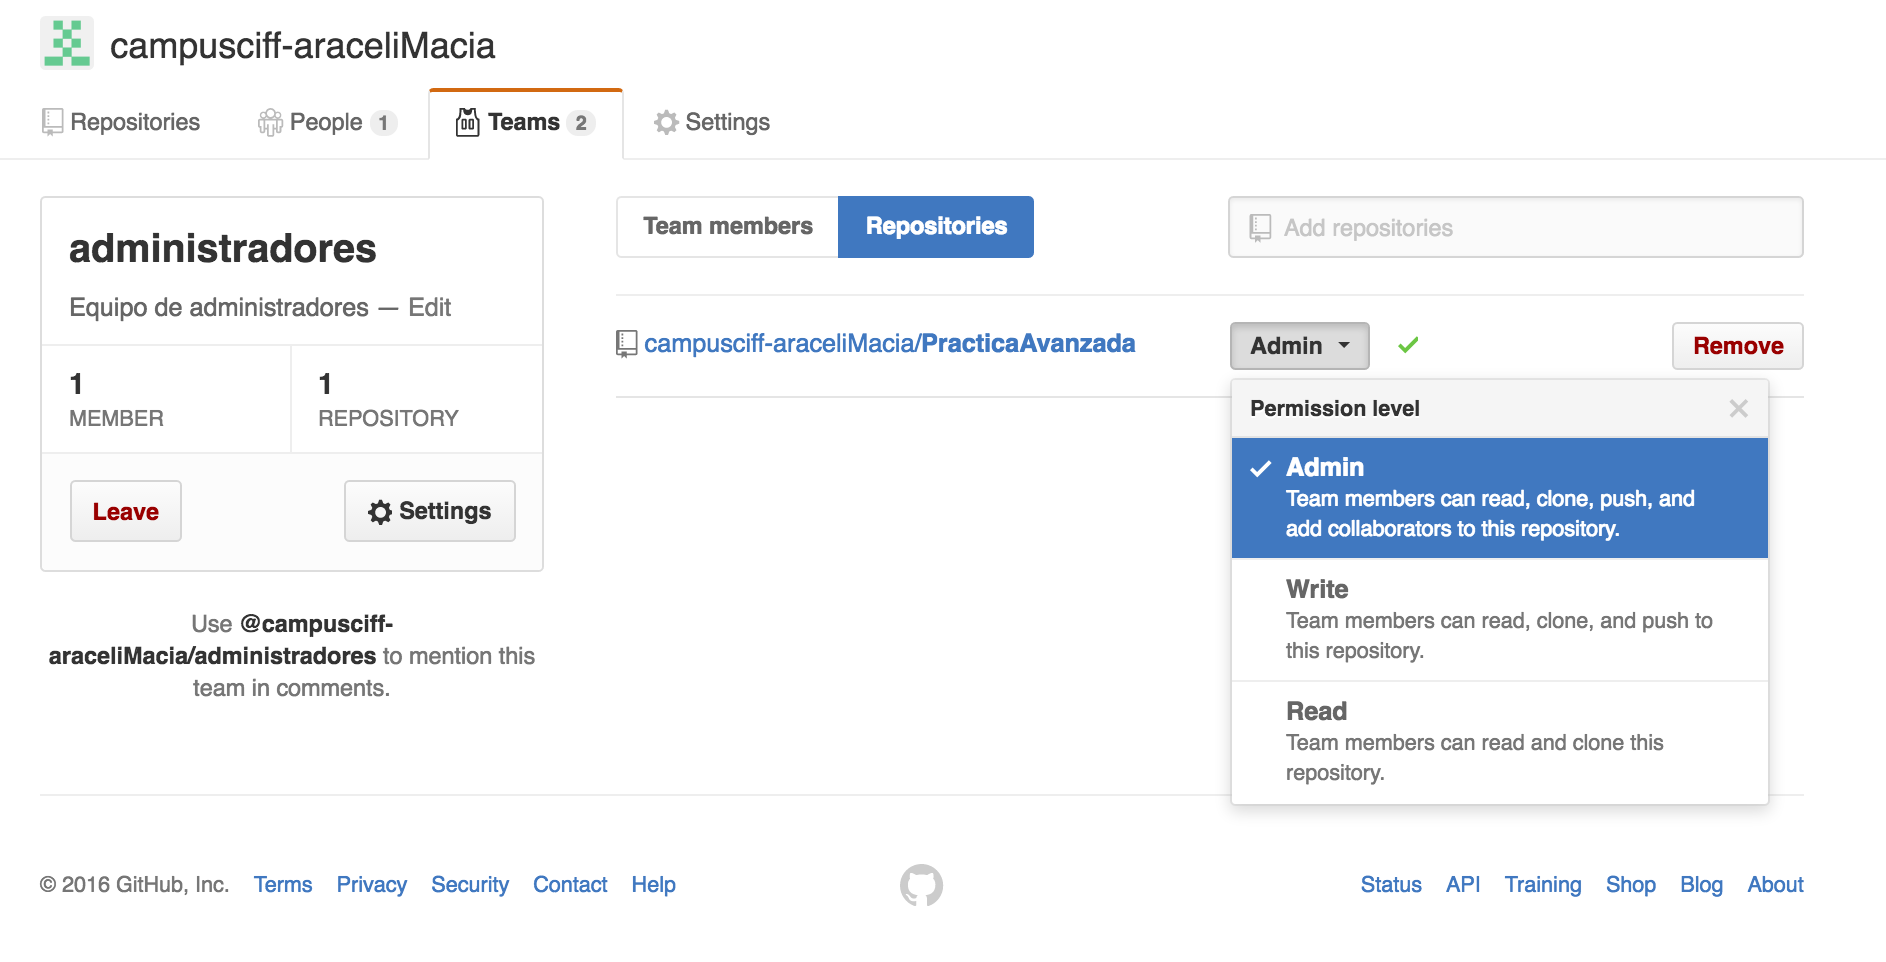 campusciff-araceliMacia
Repositories People 1 Teams 2 Settings
administradores
Equipo de administradores — Edit
1 1
MEMBER REPOSITORY
Leave Settings
Use @campusciff-
araceliMacia/administradores to mention this
team in comments.
Team members Repositories Add repositories
campusciff-araceliMacia/PracticaAvanzada Admin Remove
Permission level
Admin
Team members can read, clone, push, and
add collaborators to this repository.
Write
Team members can read, clone, and push to
this repository.
Read
Team members can read and clone this
repository.
© 2016 GitHub, Inc. Terms Privacy Security Contact Help Status API Training Shop Blog About